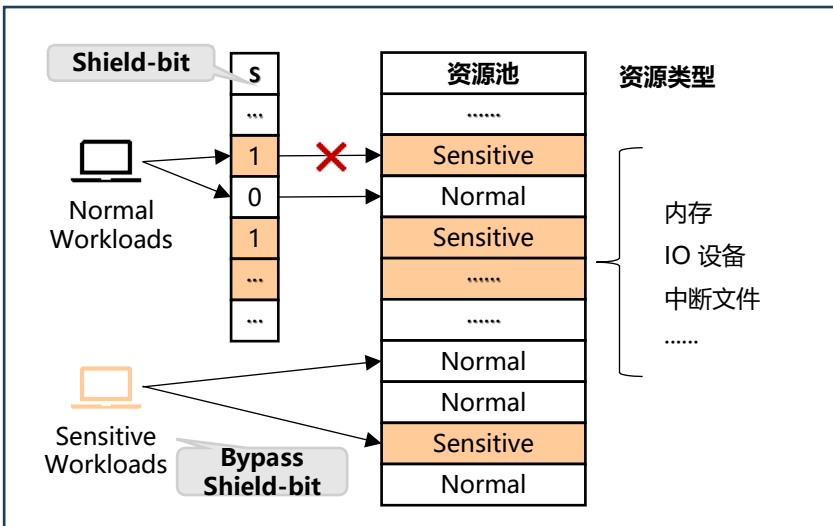 Shield-bit
S
...
1
0
1
...
...
Normal
Workloads
Sensitive
Workloads
Bypass
Shield-bit
资源池
......
Sensitive
Normal
Sensitive
......
......
Normal
Normal
Sensitive
Normal
资源类型
内存
IO 设备
中断文件
......